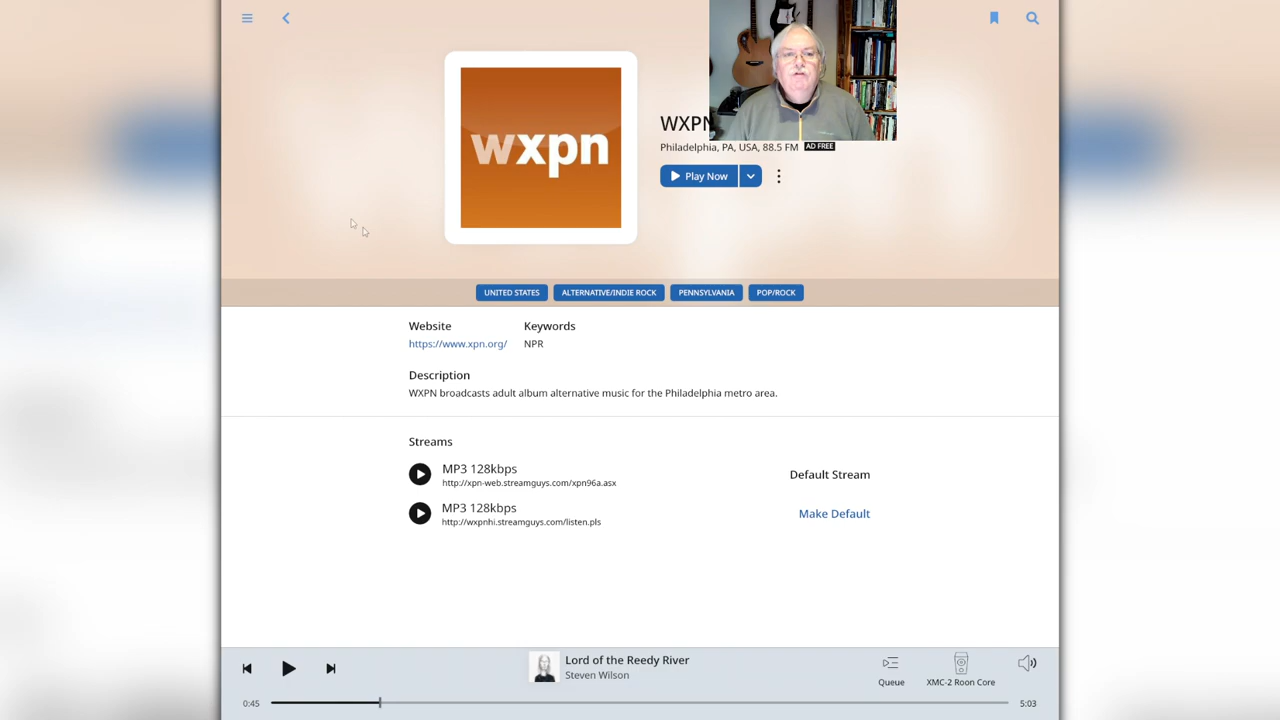 wxpn
WXPN
Philadelphia, PA, USA, 88.5 FM AD FREE
Play Now
UNITED STATES ALTERNATIVE/INDIE ROCK PENNSYLVANIA POP/ROCK
Website Keywords
https://www.xpn.org/ NPR
Description
WXPN broadcasts adult album alternative music for the Philadelphia metro area.
Streams
MP3 128kbps
http://xpn-web.streamguys.com/xpn96a.asx
Default Stream
MP3 128kbps
http://wxpnhi.streamguys.com/listen.pls
Make Default
Lord of the Reedy River
Steven Wilson
Queue XMC-2 Roon Core
0:45 5:03